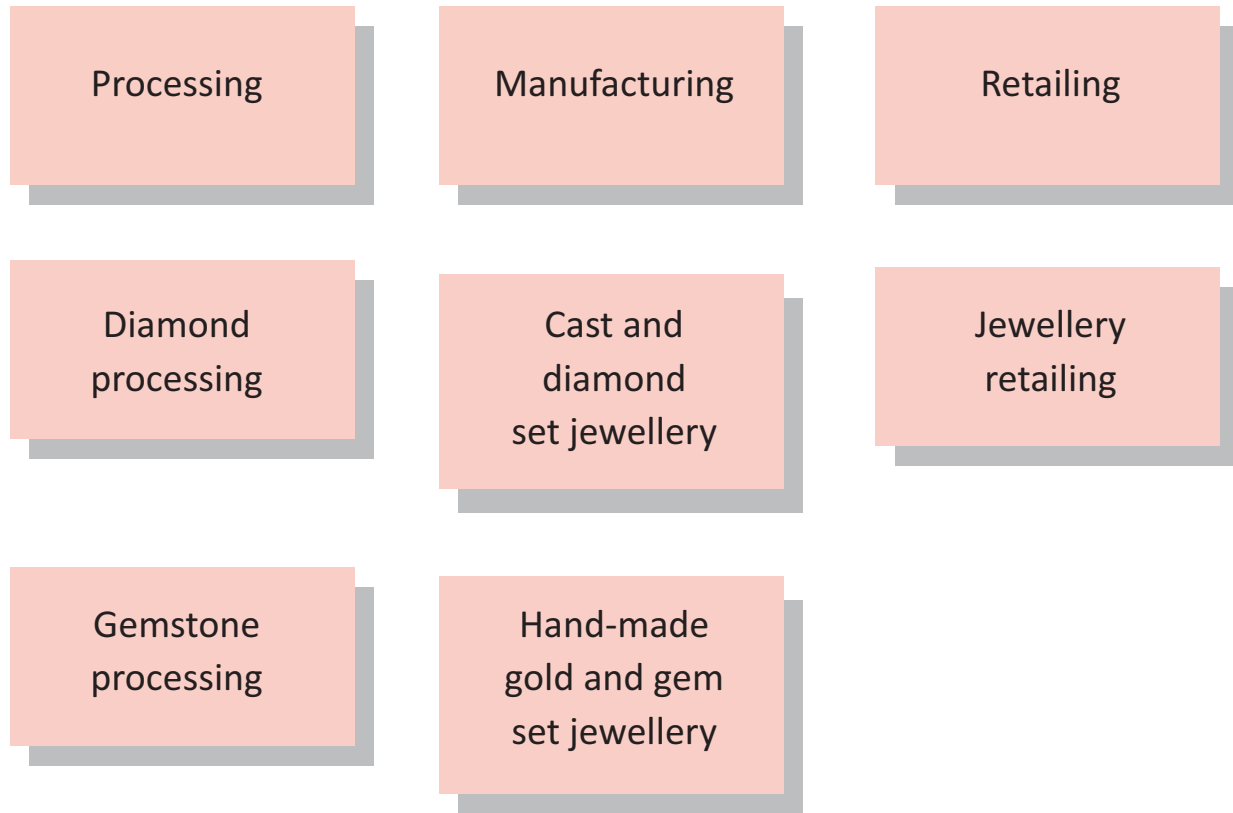 Processing
Manufacturing
Retailing
Diamond
processing
Cast and
diamond
set jewellery
Jewellery
retailing
Gemstone
processing
Hand-made
gold and gem
set jewellery